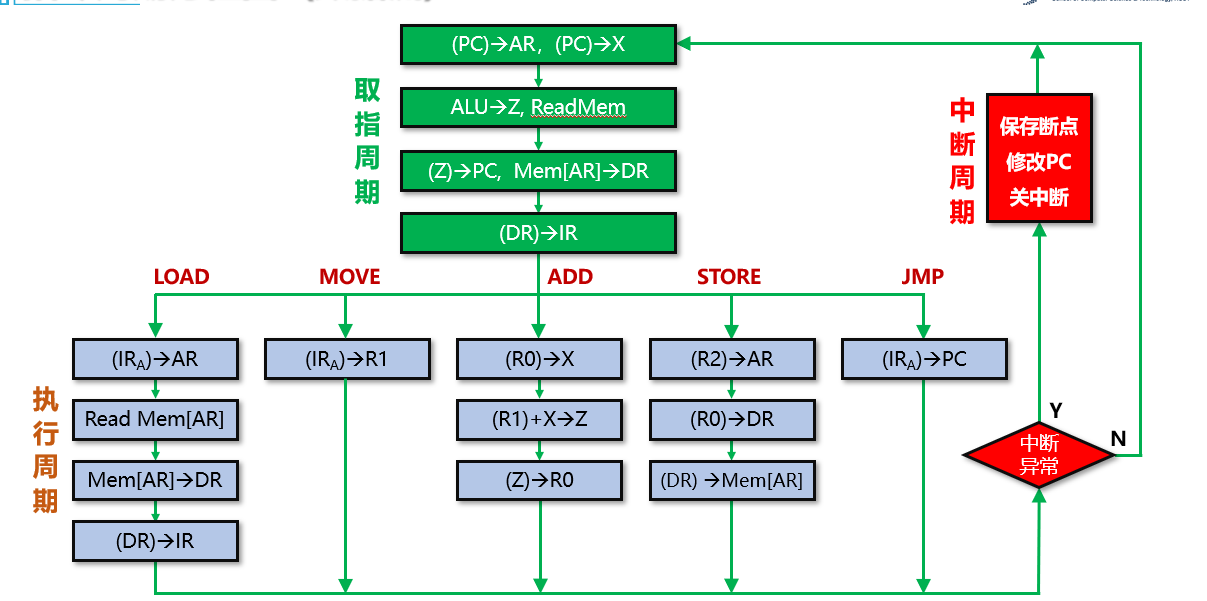 (PC)→AR，(PC)→X
ALU→Z, ReadMem
(Z)→PC，Mem[AR]→DR
(DR)→IR
取指周期
中断周期
保存断点
修改PC
关中断
LOAD
MOVE
ADD
STORE
JMP
(IRA)→AR
(IRA)→R1
(R0)→X
(R2)→AR
(IRA)→PC
执行周期
Read Mem[AR]
(R1)+X→Z
(R0)→DR
Mem[AR]→DR
(Z)→R0
(DR) →Mem[AR]
(DR)→IR
Y
N
中断
异常